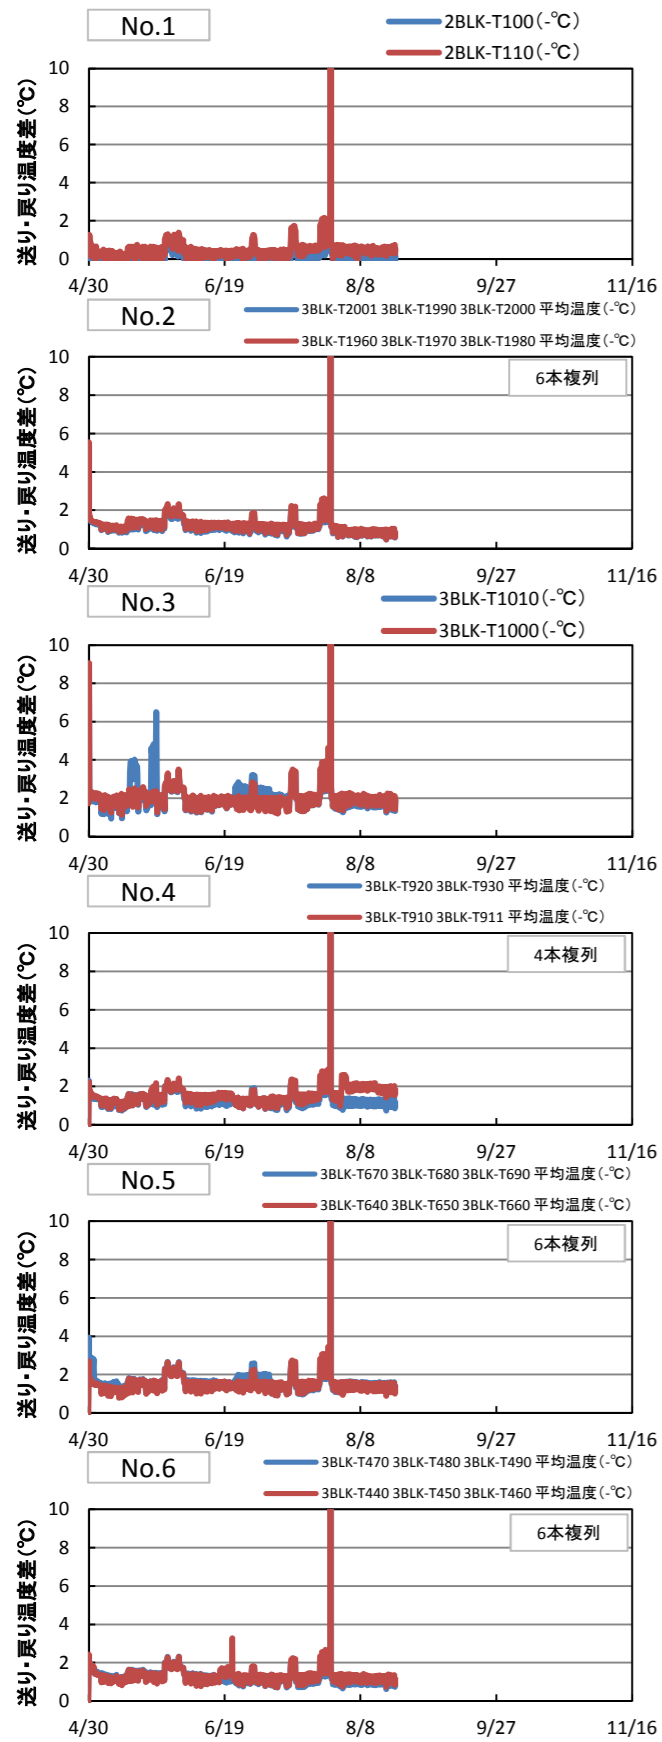 No.1
2BLK-T100(-℃)
2BLK-T110(-℃)
送り・戻り温度差(℃)
10
8
6
4
2
0
4/30 6/19 8/8 9/27 11/16
No.2
3BLK-T2001 3BLK-T1990 3BLK-T2000 平均温度(-℃)
3BLK-T1960 3BLK-T1970 3BLK-T1980 平均温度(-℃)
6本複列
送り・戻り温度差(℃)
10
8
6
4
2
0
4/30 6/19 8/8 9/27 11/16
No.3
3BLK-T1010(-℃)
3BLK-T1000(-℃)
送り・戻り温度差(℃)
10
8
6
4
2
0
4/30 6/19 8/8 9/27 11/16
No.4
3BLK-T920 3BLK-T930 平均温度(-℃)
3BLK-T910 3BLK-T911 平均温度(-℃)
4本複列
送り・戻り温度差(℃)
10
8
6
4
2
0
4/30 6/19 8/8 9/27 11/16
No.5
3BLK-T670 3BLK-T680 3BLK-T690 平均温度(-℃)
3BLK-T640 3BLK-T650 3BLK-T660 平均温度(-℃)
6本複列
送り・戻り温度差(℃)
10
8
6
4
2
0
4/30 6/19 8/8 9/27 11/16
No.6
3BLK-T470 3BLK-T480 3BLK-T490 平均温度(-℃)
3BLK-T440 3BLK-T450 3BLK-T460 平均温度(-℃)
6本複列
送り・戻り温度差(℃)
10
8
6
4
2
0
4/30 6/19 8/8 9/27 11/16